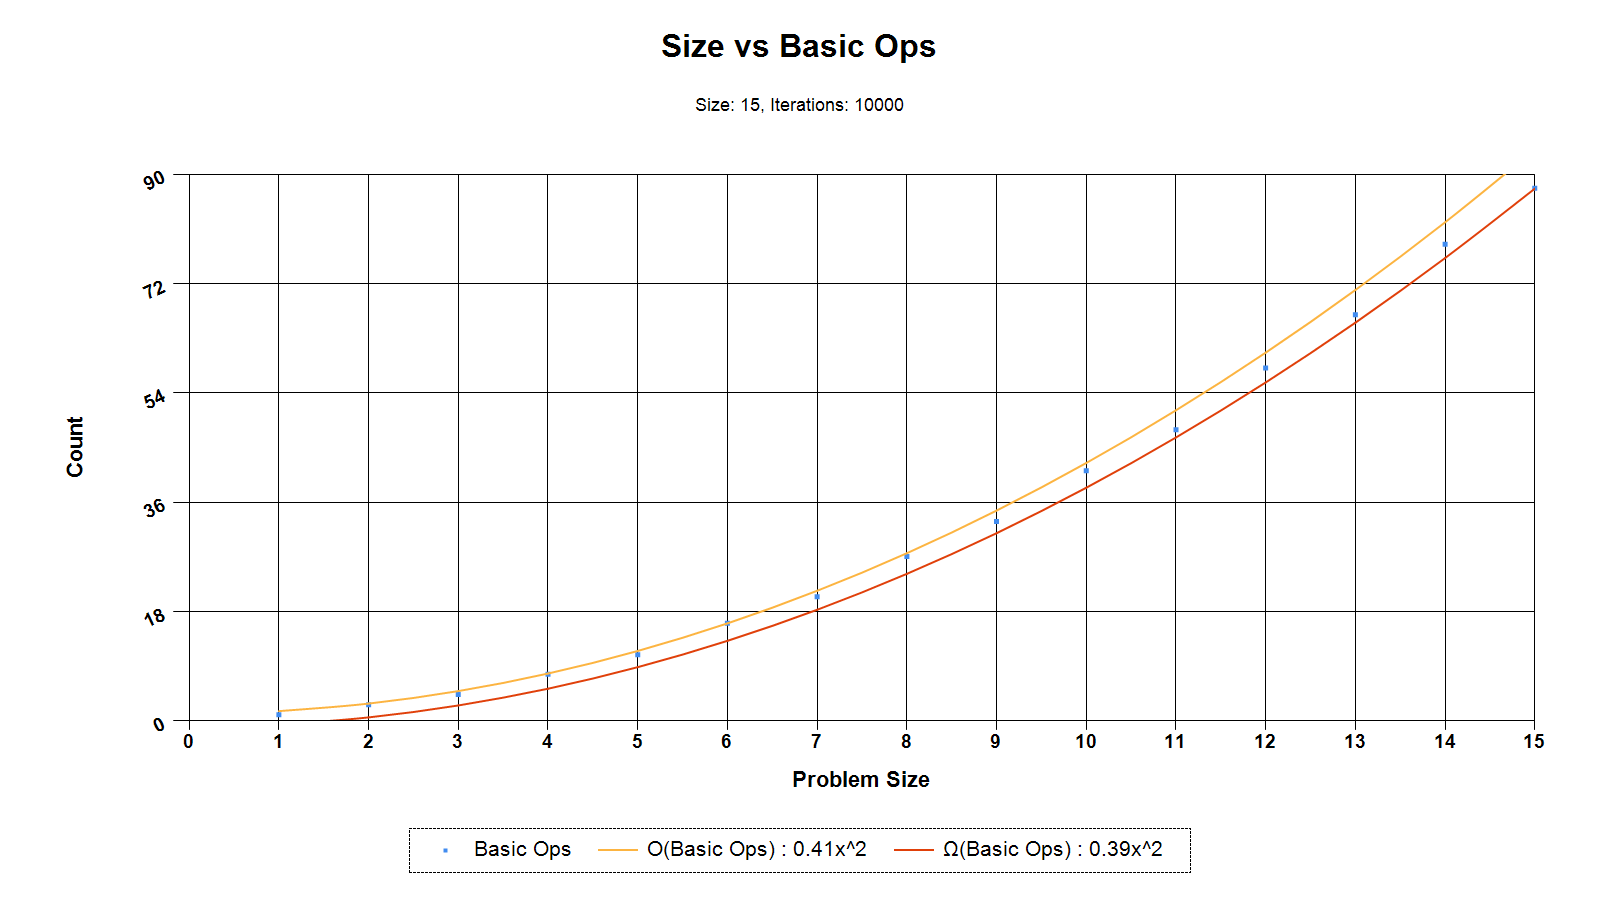 Size vs Basic Ops
Size: 15, Iterations: 10000
90
72
54
36
18
0
Count
0 1 2 3 4 5 6 7 8 9 10 11 12 13 14 15
Problem Size
Basic Ops O(Basic Ops) : 0.41x^2 Ω(Basic Ops) : 0.39x^2